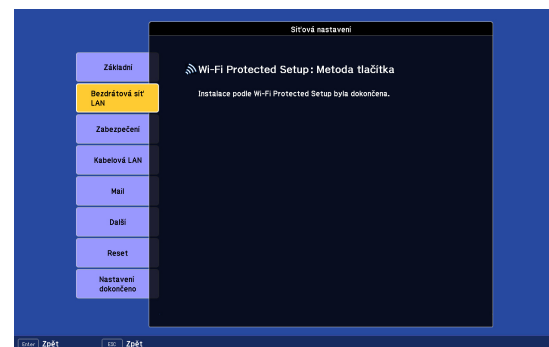 Síťová nastavení
Základní
Bezdrátová síť
LAN
Zabezpečení
Kabelová LAN
Mail
Další
Reset
Nastavení
dokončeno
Wi-Fi Protected Setup: Metoda tlačítka
Instalace podle Wi-Fi Protected Setup byla dokončena.
Enter Zpět
ESC Zpět